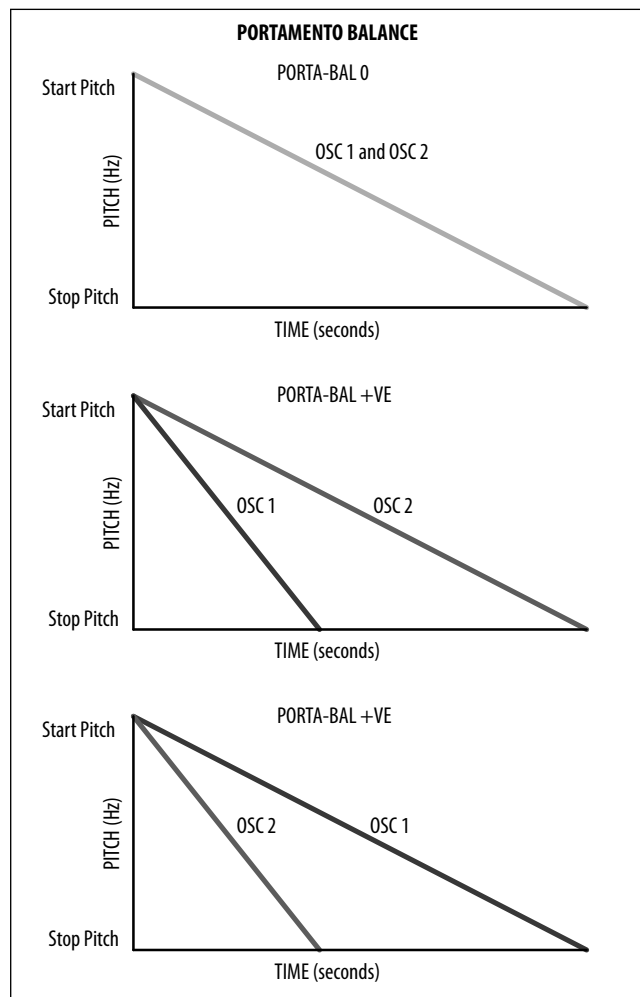 PORTAMENTO BALANCE
PORTA-BAL 0
Start Pitch
OSC 1 and OSC 2
PITCH (Hz)
Stop Pitch
TIME (seconds)
PORTA-BAL +VE
Start Pitch
OSC 1
OSC 2
PITCH (Hz)
Stop Pitch
TIME (seconds)
PORTA-BAL +VE
Start Pitch
OSC 2
OSC 1
PITCH (Hz)
Stop Pitch
TIME (seconds)